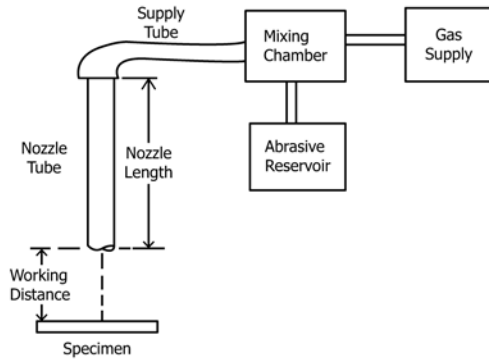 Supply
Tube
Mixing
Chamber
Gas
Supply
Nozzle
Tube
Nozzle
Length
Abrasive
Reservoir
Working
Distance
Specimen